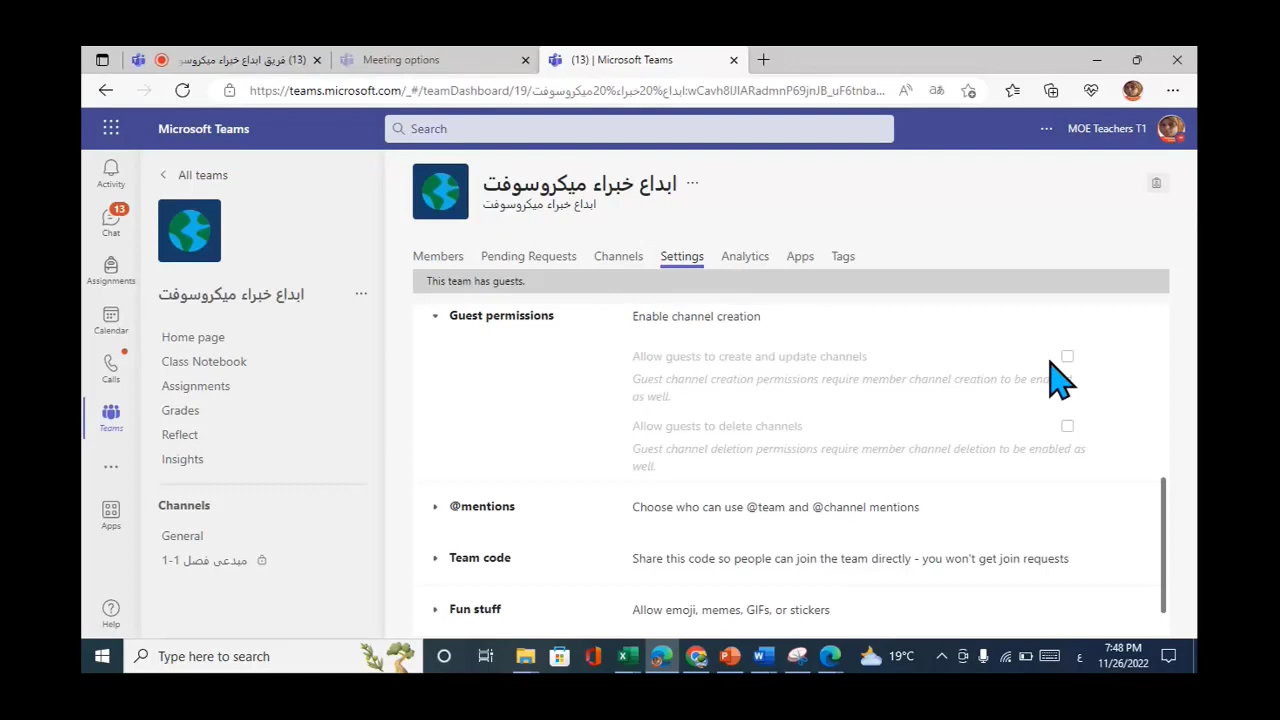 (13) فريق ابداع خبراء ميكروسو
Meeting options
(13) | Microsoft Teams
https://teams.microsoft.com/_#/teamDashboard/19/ابداع%20خبراء%20ميكروسوفت:wCavh8IJIARadmnP69jnJB_uF6tnba...
Microsoft Teams
Search
MOE Teachers T1
Activity
13
Chat
Assignments
Calendar
Calls
Teams
Apps
Help
All teams
ابداع خبراء ميكروسوفت
Home page
Class Notebook
Assignments
Grades
Reflect
Insights
Channels
General
ميدعى فصل 1-1
ابداع خبراء ميكروسوفت
ابداع خبراء ميكروسوفت
Members Pending Requests Channels Settings Analytics Apps Tags
This team has guests.
Guest permissions Enable channel creation
Allow guests to create and update channels
Guest channel creation permissions require member channel creation to be
as well.
Allow guests to delete channels
Guest channel deletion permissions require member channel deletion to be enabled as
well.
@mentions Choose who can use @team and @channel mentions
Team code Share this code so people can join the team directly - you won't get join requests
Fun stuff Allow emoji, memes, GIFs, or stickers
Type here to search
19°C
ع
7:48 PM
11/26/2022